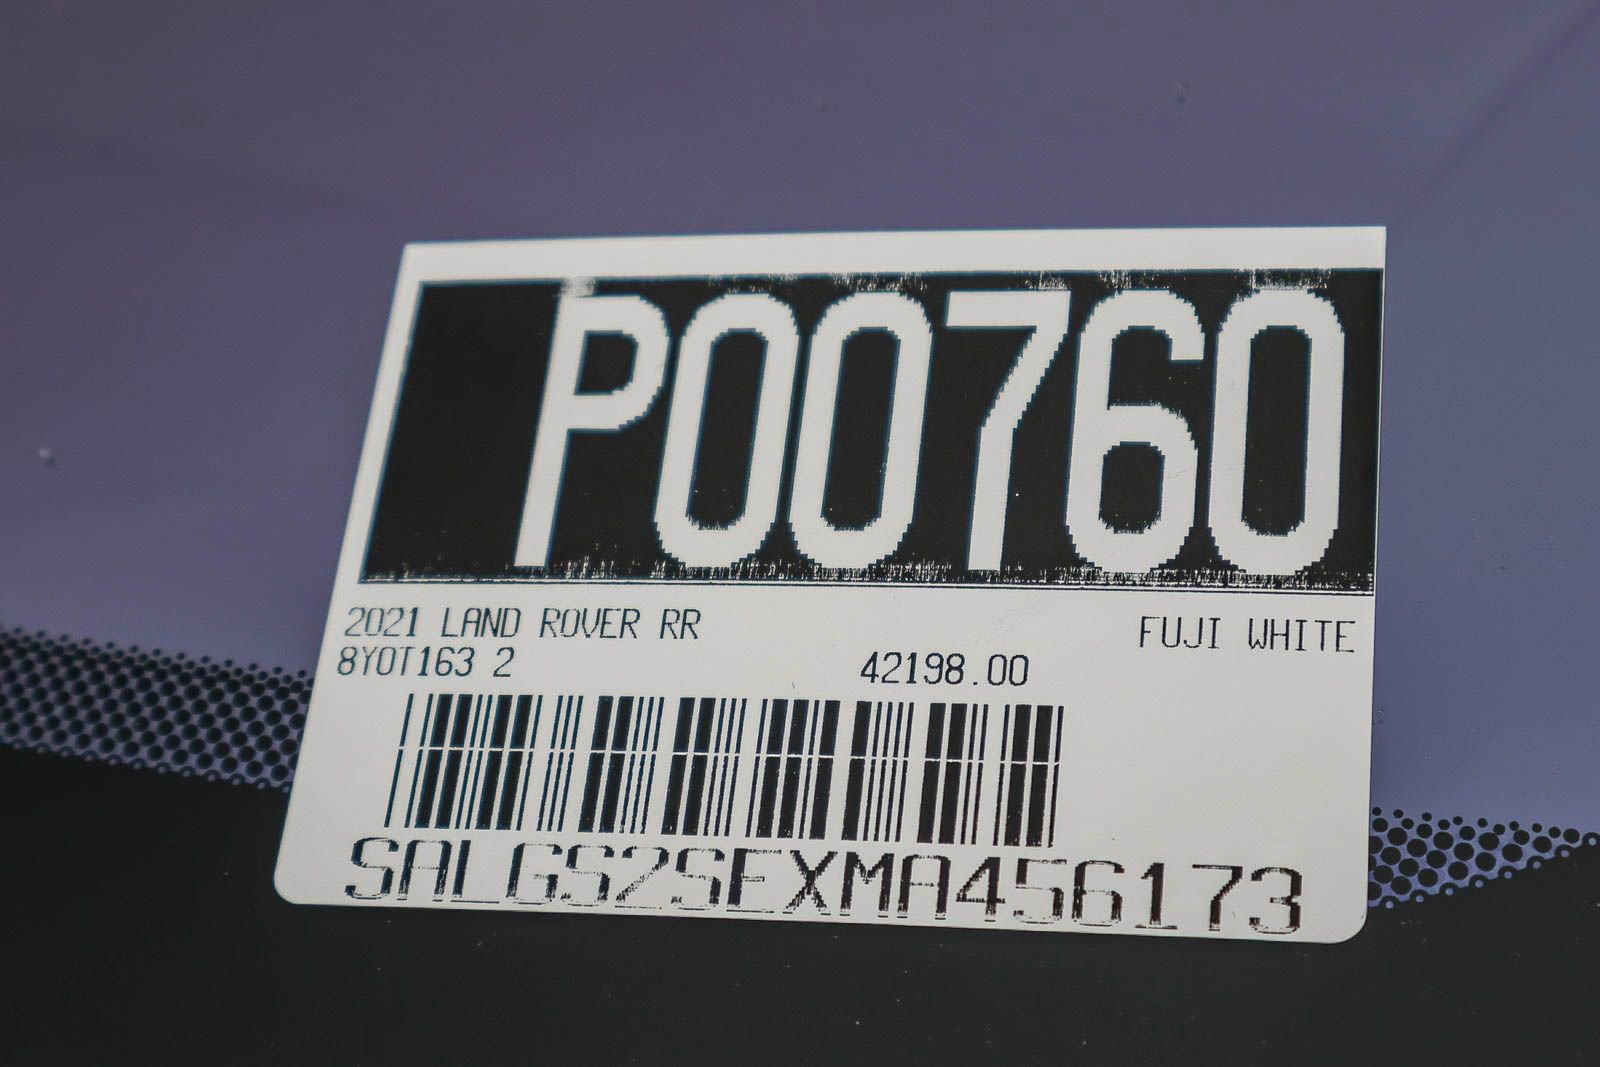 P00760
2021 LAND ROVER RR FUJI WHITE
8YOT163 2 42198.00
SALGS2SEXMA456173